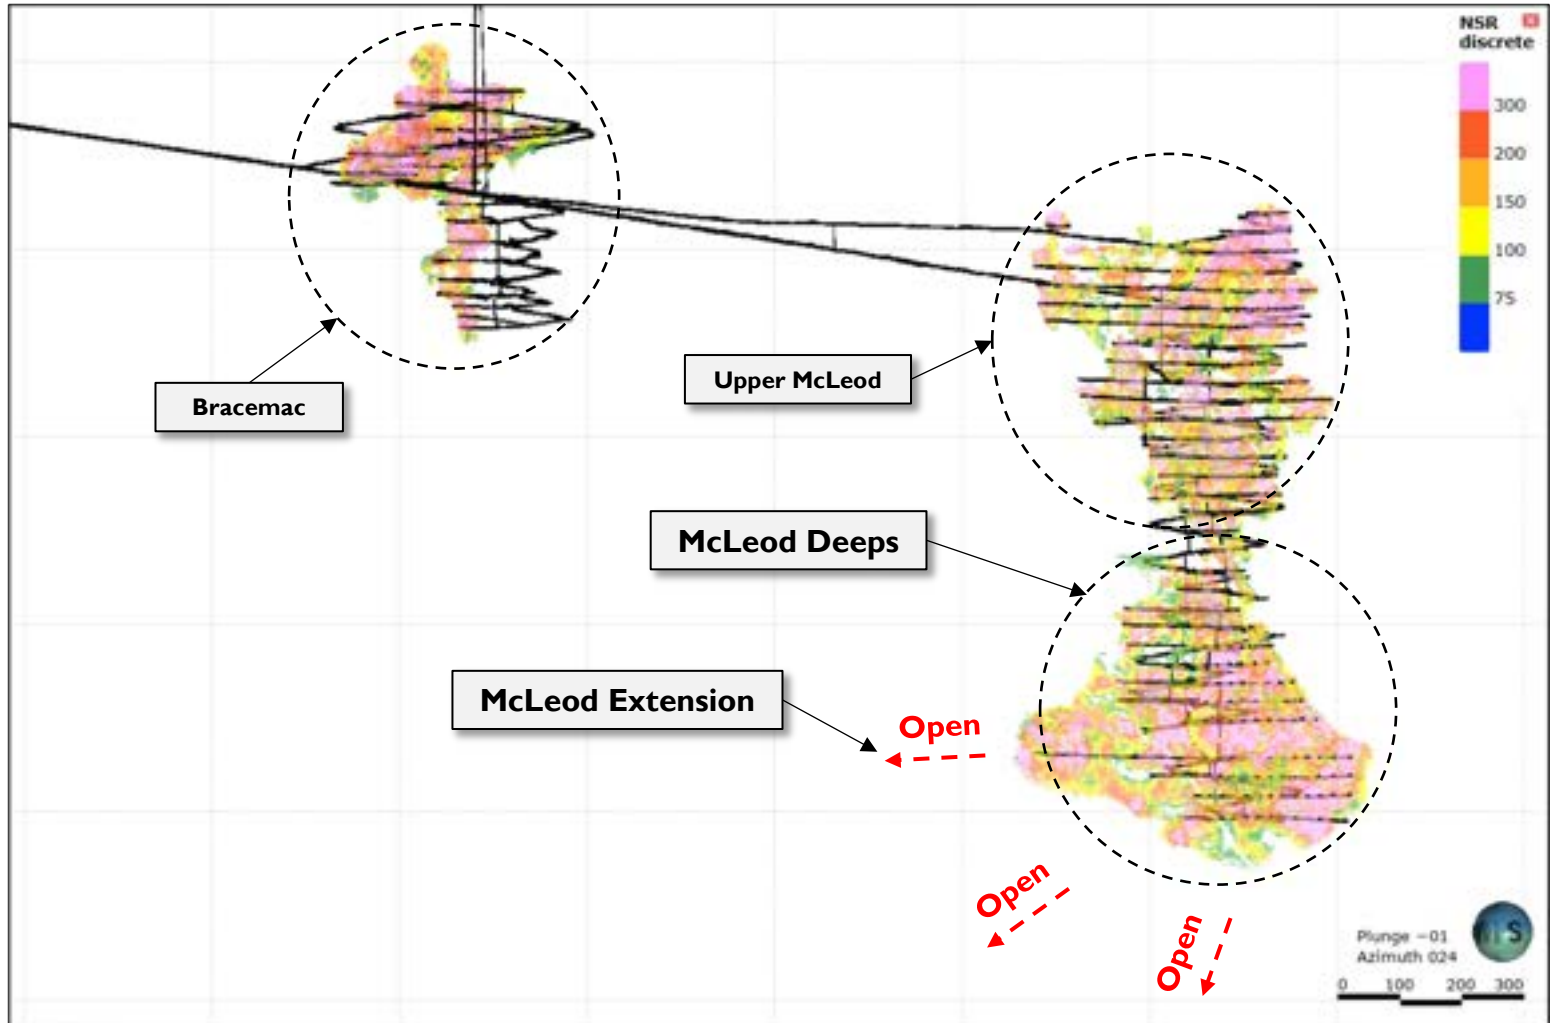 NSR
discrete
300
200
150
100
75
Bracemac
Upper McLeod
McLeod Deeps
McLeod Extension
Open
Open
Open
Plunge −01
Azimuth 024
0 100 200 300